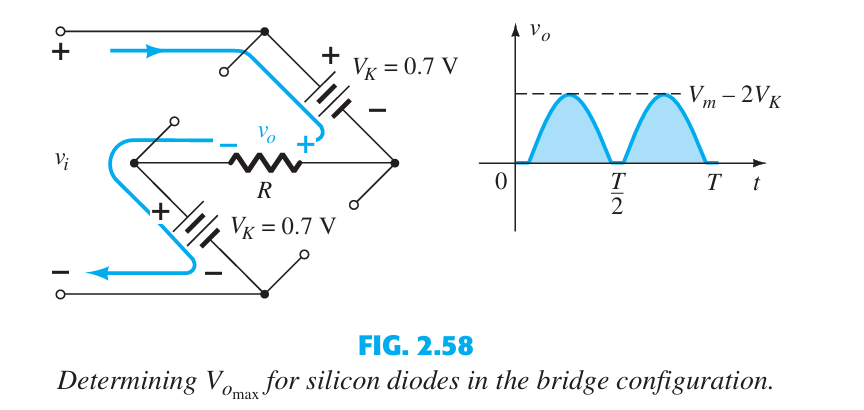 v_o
+
+
V_K = 0.7 V
−
V_m – 2V_K
v_o
− +
v_i
R
0
T/2
T
t
+
V_K = 0.7 V
−
−
FIG. 2.58
Determining V_o_max for silicon diodes in the bridge configuration.